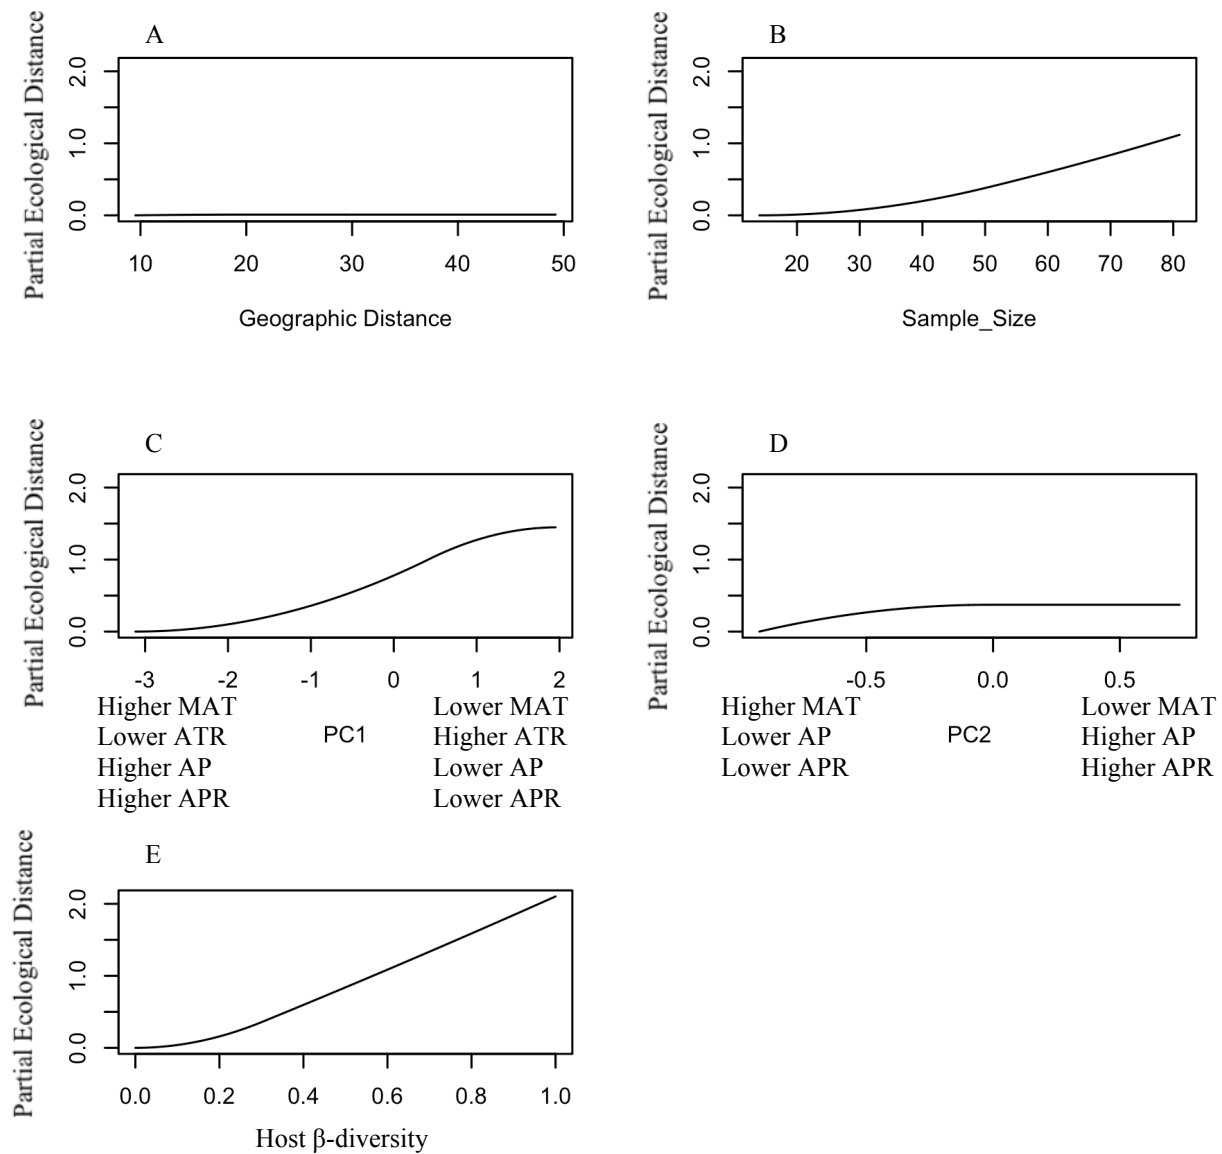 A
Partial Ecological Distance
2.0
1.0
0.0
10 20 30 40 50
Geographic Distance
B
Partial Ecological Distance
2.0
1.0
0.0
20 30 40 50 60 70 80
Sample_Size
C
Partial Ecological Distance
2.0
1.0
0.0
-3 -2 -1 0 1 2
Higher MAT
Lower ATR
Higher AP
Higher APR
PC1
Lower MAT
Higher ATR
Lower AP
Lower APR
D
Partial Ecological Distance
2.0
1.0
0.0
-0.5 0.0 0.5
Higher MAT
Lower AP
Lower APR
PC2
Lower MAT
Higher AP
Higher APR
E
Partial Ecological Distance
2.0
1.0
0.0
0.0 0.2 0.4 0.6 0.8 1.0
Host β-diversity